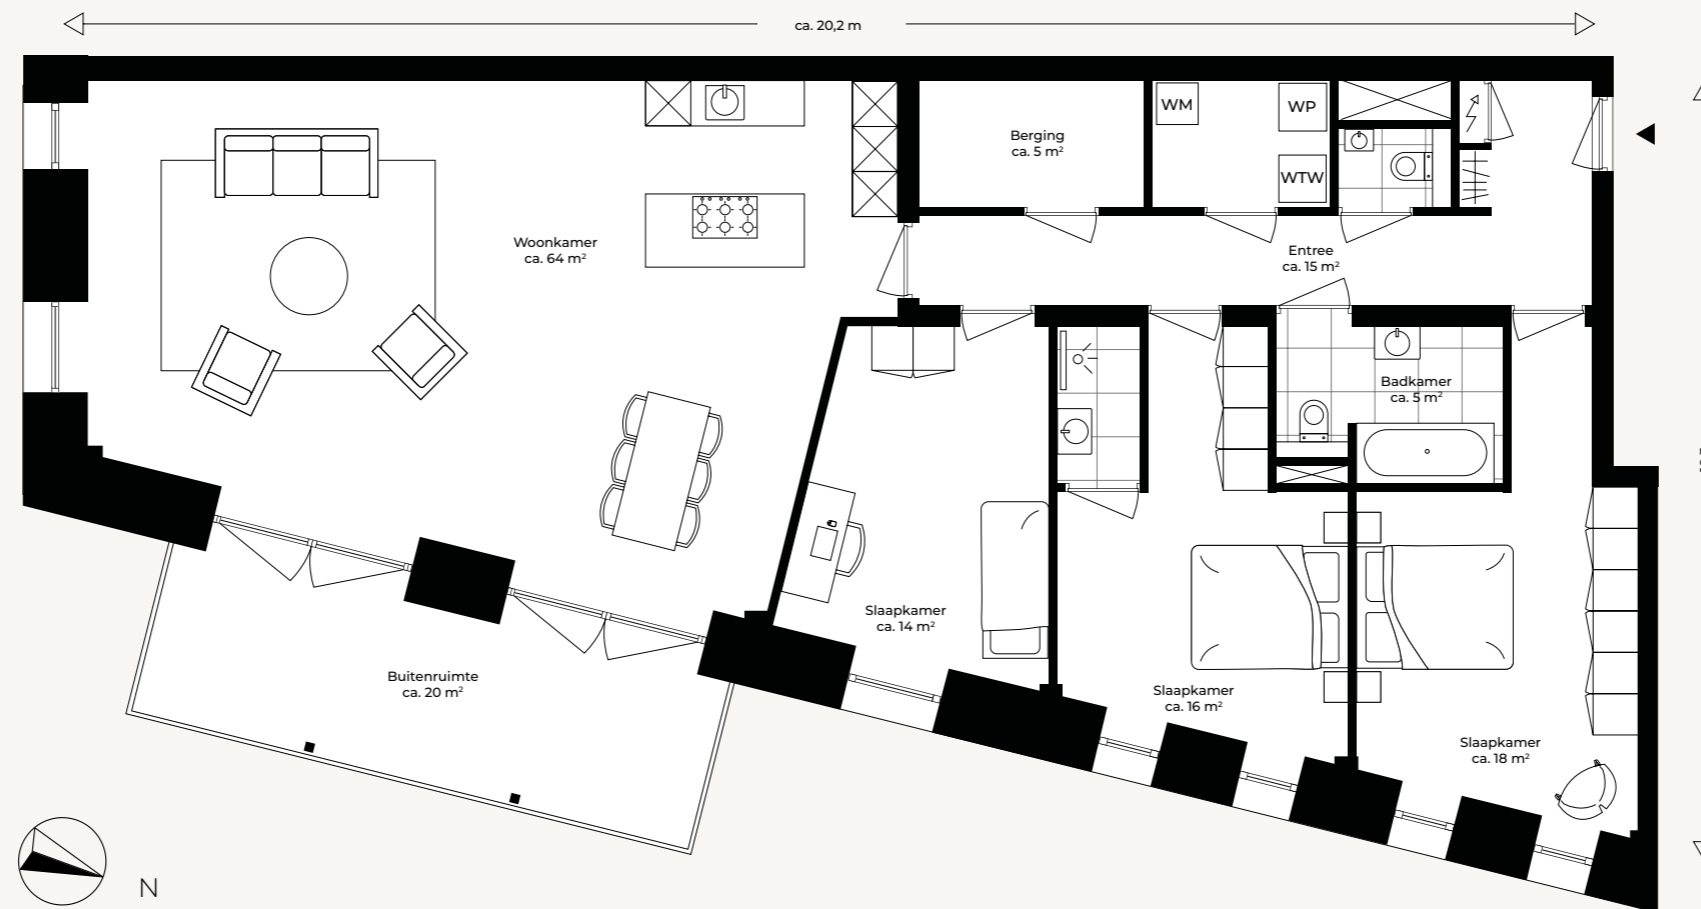 ca. 20,2 m
WM
WP
Berging
ca. 5 m²
WTW
Woonkamer
ca. 64 m²
Entree
ca. 15 m²
Badkamer
ca. 5 m²
Slaapkamer
ca. 14 m²
Buitenruimte
ca. 20 m²
Slaapkamer
ca. 16 m²
Slaapkamer
ca. 18 m²
N